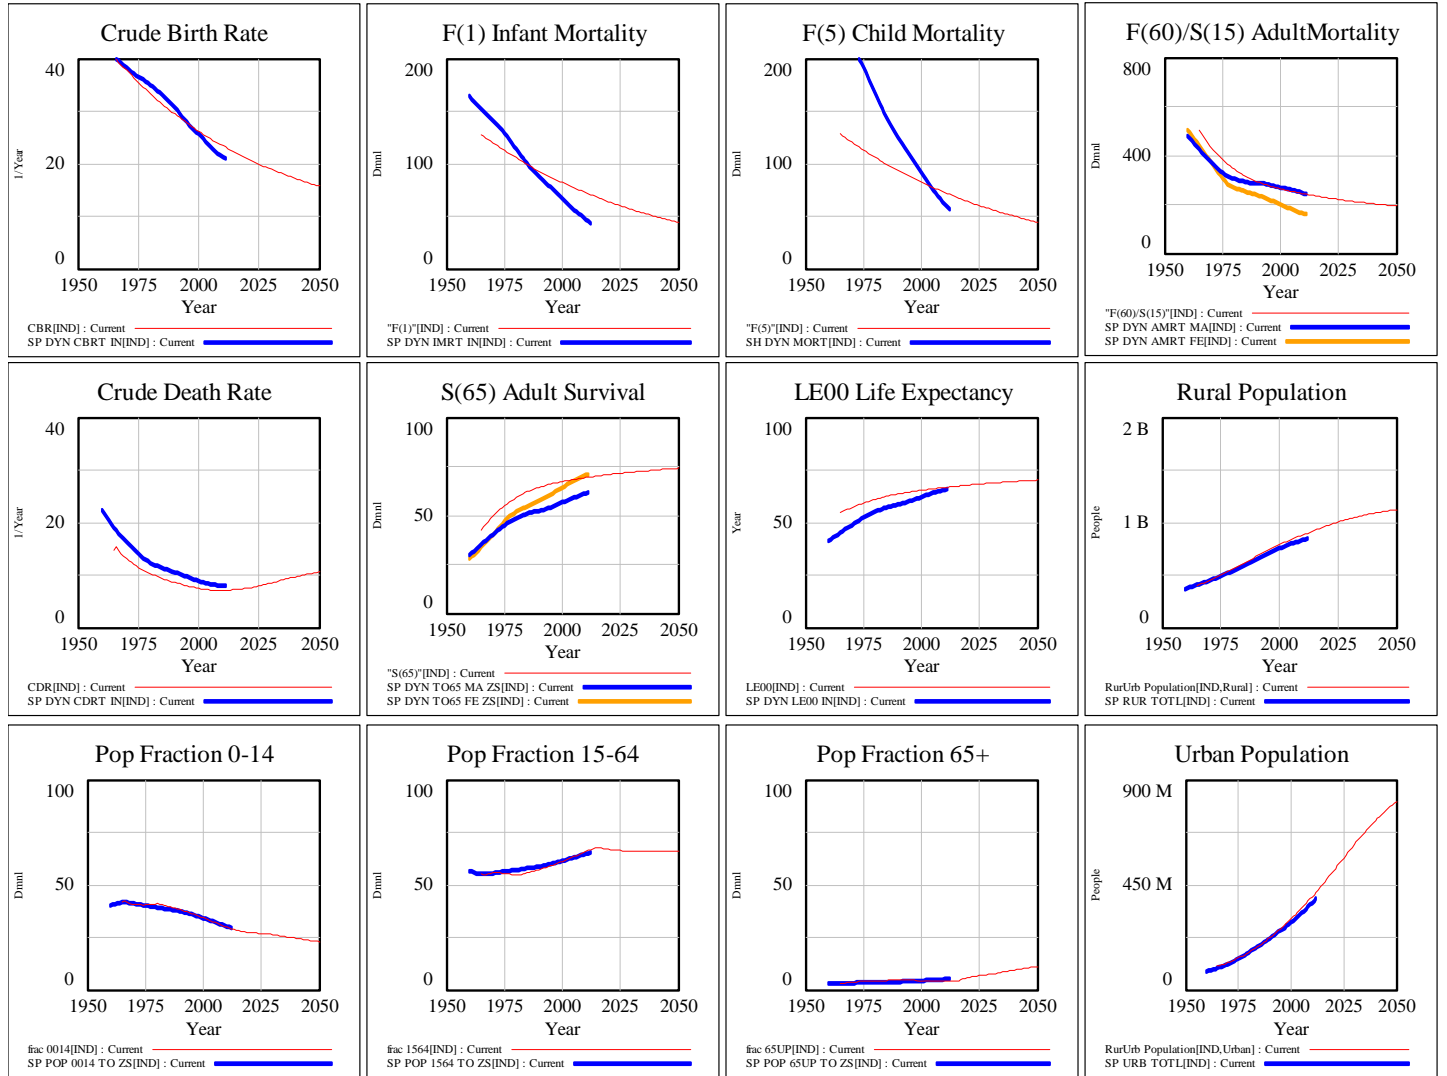 Crude Birth Rate
40
20
0
1/Year
1950 1975 2000 2025 2050
Year
CBR[IND] : Current
SP DYN CBRT IN[IND] : Current
F(1) Infant Mortality
200
100
0
Dmnl
1950 1975 2000 2025 2050
Year
"F(1)"[IND] : Current
SP DYN IMRT IN[IND] : Current
F(5) Child Mortality
200
100
0
Dmnl
1950 1975 2000 2025 2050
Year
"F(5)"[IND] : Current
SH DYN MORT[IND] : Current
F(60)/S(15) AdultMortality
800
400
0
Dmnl
1950 1975 2000 2025 2050
Year
"F(60)/S(15)"[IND] : Current
SP DYN AMRT MA[IND] : Current
SP DYN AMRT FE[IND] : Current
Crude Death Rate
40
20
0
1/Year
1950 1975 2000 2025 2050
Year
CDR[IND] : Current
SP DYN CDRT IN[IND] : Current
S(65) Adult Survival
100
50
0
Dmnl
1950 1975 2000 2025 2050
Year
"S(65)"[IND] : Current
SP DYN TO65 MA ZS[IND] : Current
SP DYN TO65 FE ZS[IND] : Current
LE00 Life Expectancy
100
50
0
Year
1950 1975 2000 2025 2050
Year
LE00[IND] : Current
SP DYN LE00 IN[IND] : Current
Rural Population
2 B
1 B
0
People
1950 1975 2000 2025 2050
Year
RurUrb Population[IND,Rural] : Current
SP RUR TOTL[IND] : Current
Pop Fraction 0-14
100
50
0
Dmnl
1950 1975 2000 2025 2050
Year
frac 0014[IND] : Current
SP POP 0014 TO ZS[IND] : Current
Pop Fraction 15-64
100
50
0
Dmnl
1950 1975 2000 2025 2050
Year
frac 1564[IND] : Current
SP POP 1564 TO ZS[IND] : Current
Pop Fraction 65+
100
50
0
Dmnl
1950 1975 2000 2025 2050
Year
frac 65UP[IND] : Current
SP POP 65UP TO ZS[IND] : Current
Urban Population
900 M
450 M
0
People
1950 1975 2000 2025 2050
Year
RurUrb Population[IND,Urban] : Current
SP URB TOTL[IND] : Current